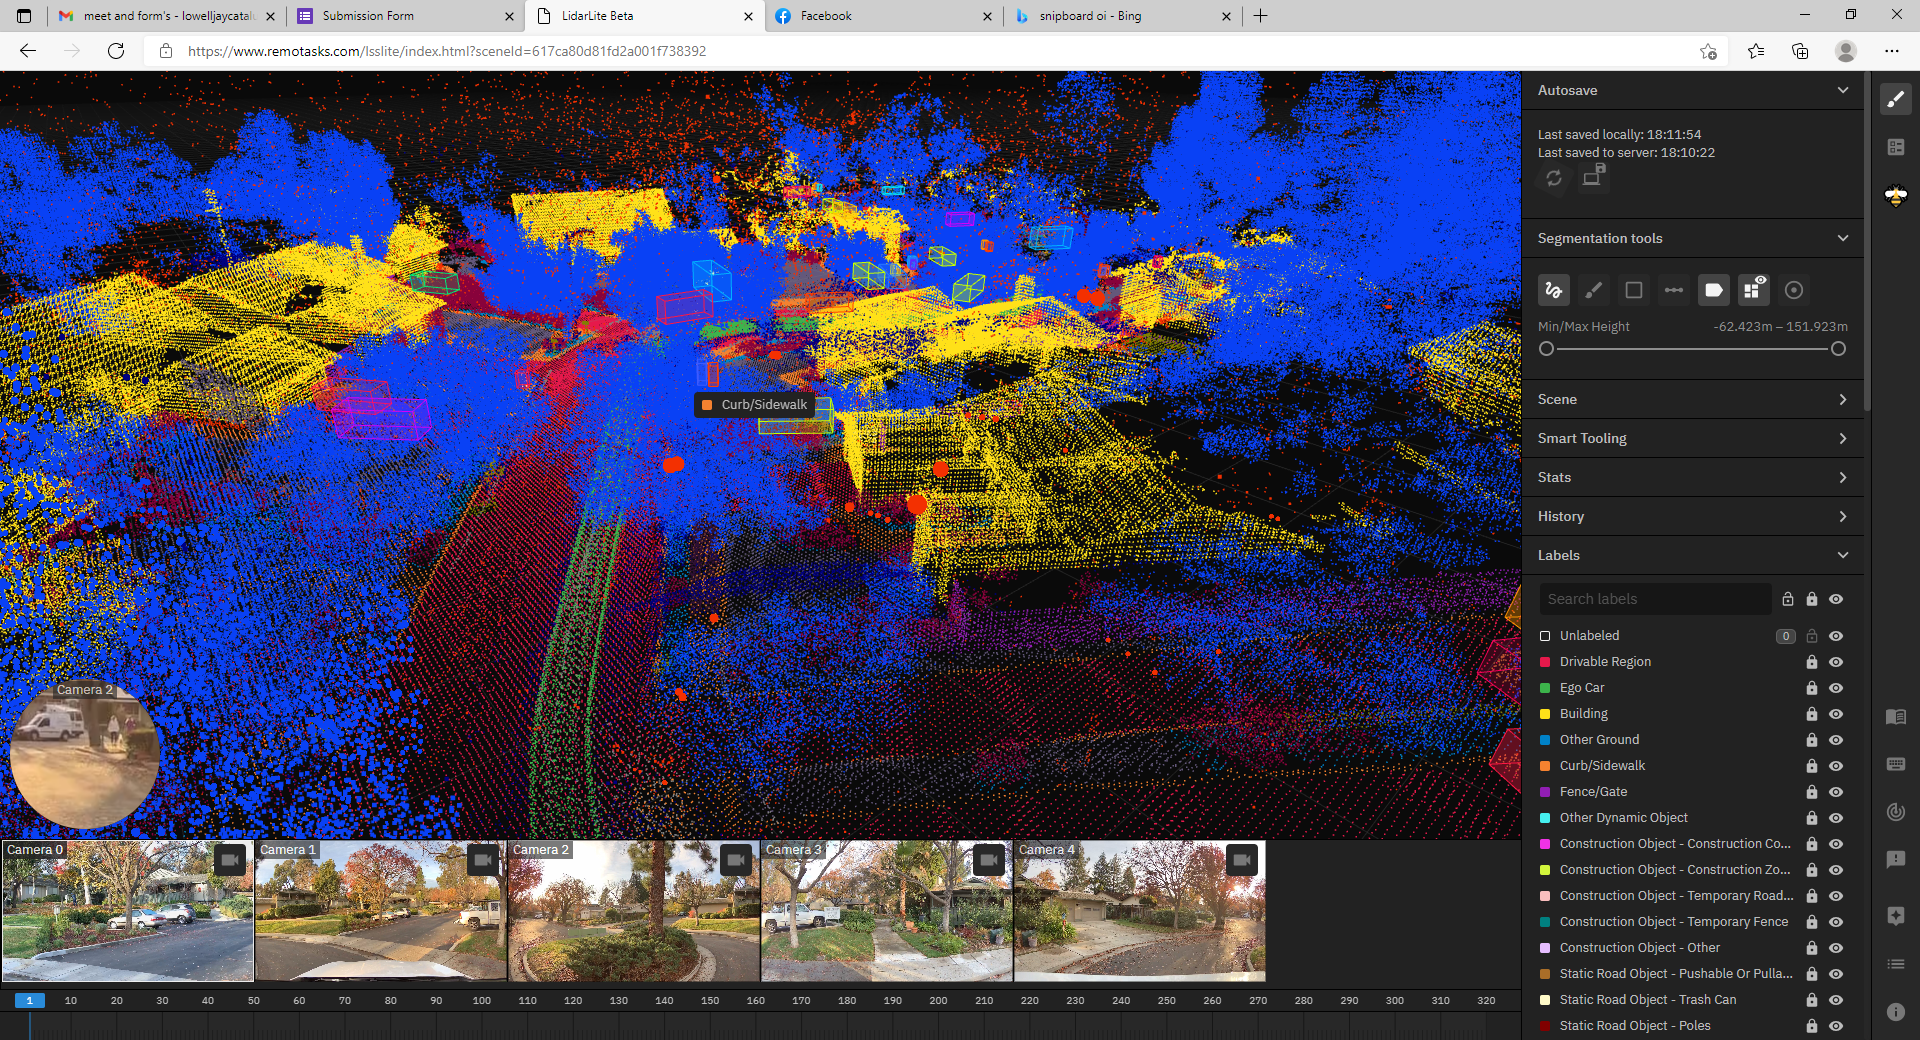 meet and form's - lowelljaycatalu
Submission Form
LidarLite Beta
Facebook
snipboard oi - Bing
https://www.remotasks.com/lsslite/index.html?sceneId=617ca80d81fd2a001f738392
Autosave
Last saved locally: 18:11:54
Last saved to server: 18:10:22
Segmentation tools
Min/Max Height -62.423m – 151.923m
Scene
Smart Tooling
Stats
History
Labels
Search labels
Unlabeled 0
Drivable Region
Ego Car
Building
Other Ground
Curb/Sidewalk
Fence/Gate
Other Dynamic Object
Construction Object - Construction Co...
Construction Object - Construction Zo...
Construction Object - Temporary Road...
Construction Object - Temporary Fence
Construction Object - Other
Static Road Object - Pushable Or Pulla...
Static Road Object - Trash Can
Static Road Object - Poles
Curb/Sidewalk
Camera 2
Camera 0
Camera 1
Camera 2
Camera 3
Camera 4
1 10 20 30 40 50 60 70 80 90 100 110 120 130 140 150 160 170 180 190 200 210 220 230 240 250 260 270 280 290 300 310 320